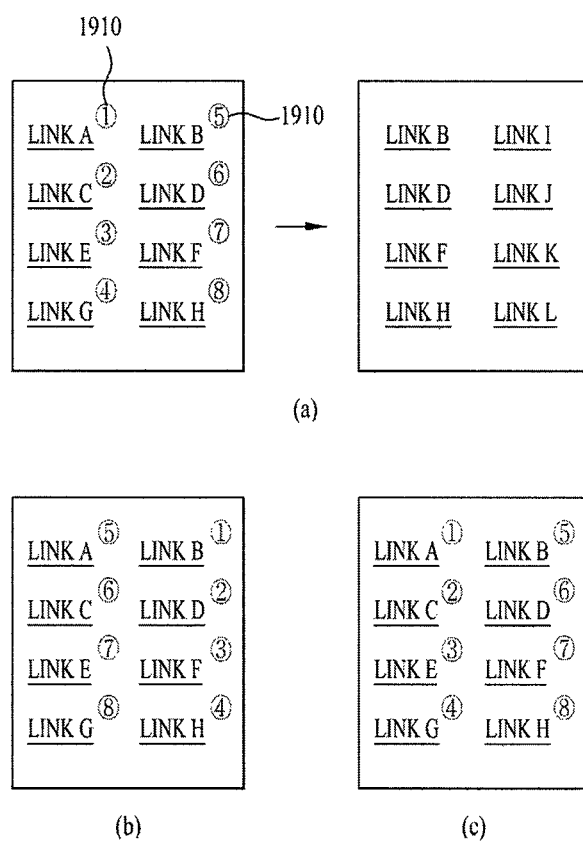 1910
① ⑤ 1910
LINK A LINK B LINK B LINK I
② ⑥
LINK C LINK D LINK D LINK J
③ ⑦
LINK E LINK F LINK F LINK K
④ ⑧
LINK G LINK H LINK H LINK L
(a)
⑤ ① ① ⑤
LINK A LINK B LINK A LINK B
⑥ ② ② ⑥
LINK C LINK D LINK C LINK D
⑦ ③ ③ ⑦
LINK E LINK F LINK E LINK F
⑧ ④ ④ ⑧
LINK G LINK H LINK G LINK H
(b) (c)